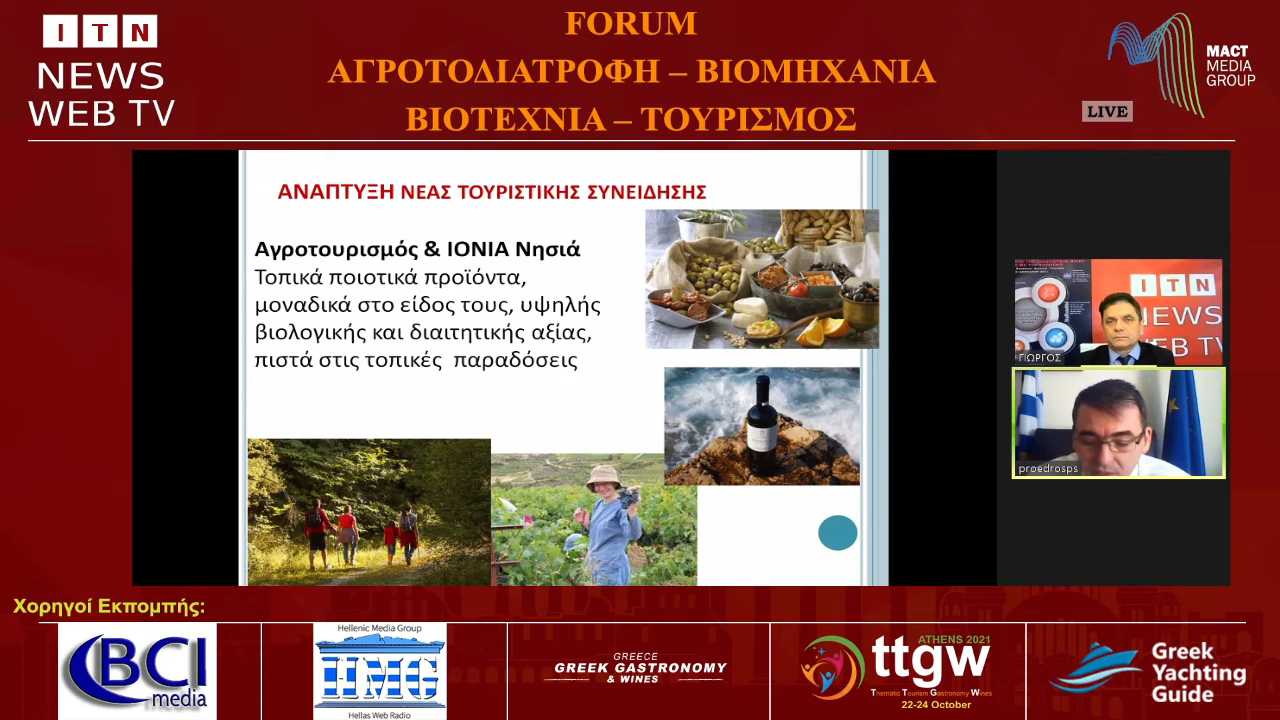 ITN
NEWS
WEB TV
FORUM
ΑΓΡΟΤΟΔΙΑΤΡΟΦΗ – ΒΙΟΜΗΧΑΝΙΑ
ΒΙΟΤΕΧΝΙΑ – ΤΟΥΡΙΣΜΟΣ
MACT
MEDIA
GROUP
LIVE
ΑΝΑΠΤΥΞΗ ΝΕΑΣ ΤΟΥΡΙΣΤΙΚΗΣ ΣΥΝΕΙΔΗΣΗΣ
Αγροτουρισμός & ΙΟΝΙΑ Νησιά
Τοπικά ποιοτικά προϊόντα,
μοναδικά στο είδος τους, υψηλής
βιολογικής και διαιτητικής αξίας,
πιστά στις τοπικές παραδόσεις
ITN
NEWS
WEB TV
ΓΙΩΡΓΟΣ
proedrosps
Χορηγοί Εκπομπής:
BCI
media
Hellenic Media Group
HMG
Hellas Web Radio
GREECE
GREEK GASTRONOMY
& WINES
ATHENS 2021
ttgw
Thematic Tourism Gastronomy Wines
22-24 October
Greek
Yachting
Guide